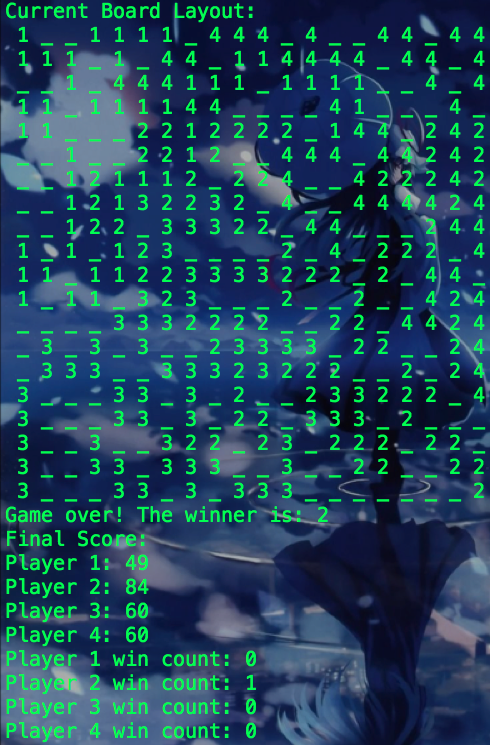 Current Board Layout:
1 _ _ 1 1 1 1 _ 4 4 4 _ 4 _ _ 4 4 _ 4 4
1 1 1 _ 1 _ 4 4 _ 1 1 4 4 4 4 _ 4 4 _ 4
_ _ 1 _ 4 4 4 1 1 1 _ 1 1 1 1 _ _ 4 _ 4
1 1 _ 1 1 1 1 4 4 _ _ _ _ 4 1 _ _ _ 4 _
1 1 _ _ _ 2 2 1 2 2 2 2 _ 1 4 4 _ 2 4 2
_ _ 1 _ _ 2 2 1 2 _ _ 4 4 4 _ 4 4 2 4 2
_ _ 1 2 1 1 1 2 _ 2 2 4 _ _ 4 2 2 2 4 2
_ _ 1 2 1 3 2 2 3 2 _ 4 _ _ 4 4 4 4 2 4
_ _ 1 2 2 _ 3 3 3 2 2 _ 4 4 _ _ _ 2 4 4
1 _ 1 _ 1 2 3 _ _ _ _ 2 _ 4 _ 2 2 2 _ 4
1 1 _ 1 1 2 2 3 3 3 3 2 2 2 _ 2 _ 4 4 _
1 _ 1 1 _ 3 2 3 _ _ _ 2 _ _ 2 _ _ 4 2 4
_ _ _ _ 3 3 3 2 2 2 2 _ _ 2 2 _ 4 4 2 4
_ 3 _ 3 _ 3 _ _ 2 3 3 3 3 _ 2 2 _ _ 2 4
_ 3 3 3 _ _ 3 3 3 2 3 2 2 2 _ _ 2 _ 2 4
3 _ _ _ 3 3 _ 3 _ 2 _ _ 2 3 3 2 2 2 _ 4
3 _ _ _ 3 3 _ 3 _ 2 2 _ 3 3 3 _ 2 _ _ _
3 _ _ 3 _ _ 3 2 2 _ 2 3 _ 2 2 2 _ 2 2 _
3 _ _ 3 3 _ 3 3 3 _ _ 3 _ _ 2 2 _ _ 2 2
3 _ _ _ 3 3 _ 3 _ 3 3 3 _ _ _ _ _ _ _ 2
Game over! The winner is: 2
Final Score:
Player 1: 49
Player 2: 84
Player 3: 60
Player 4: 60
Player 1 win count: 0
Player 2 win count: 1
Player 3 win count: 0
Player 4 win count: 0